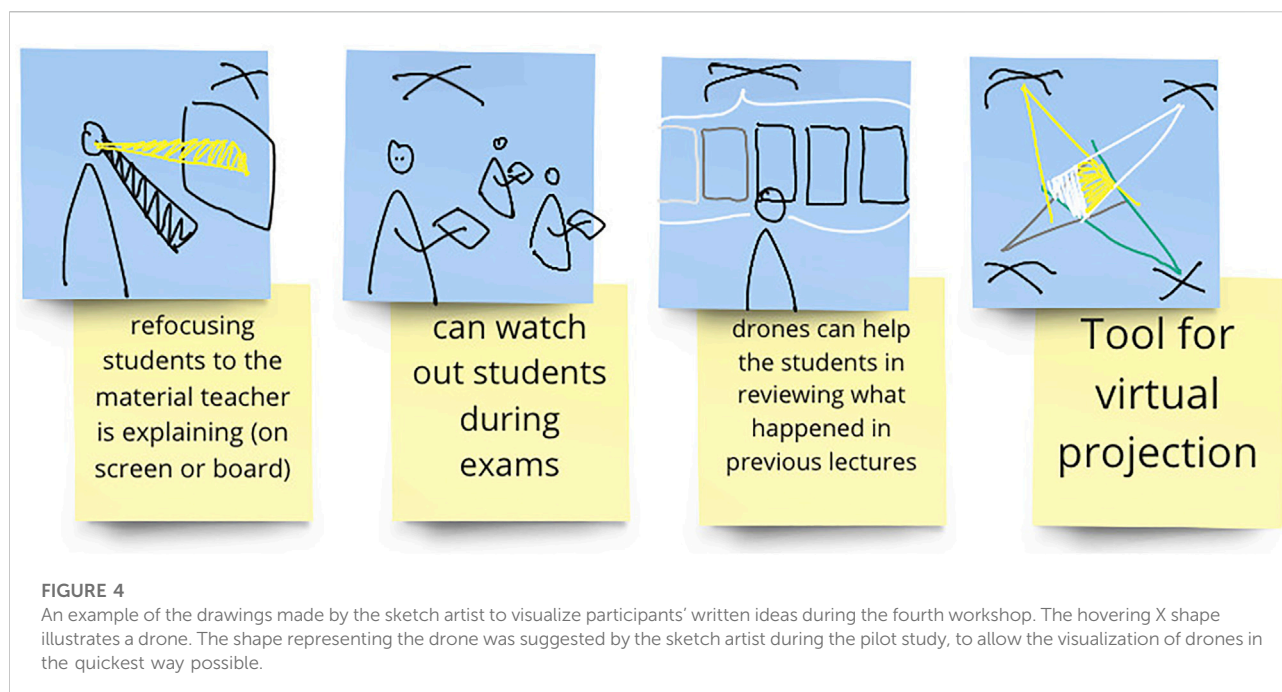 refocusing
students to the
material teacher
is explaining (on
screen or board)
can watch
out students
during
exams
drones can help
the students in
reviewing what
happened in
previous lectures
Tool for
virtual
projection
FIGURE 4
An example of the drawings made by the sketch artist to visualize participants’ written ideas during the fourth workshop. The hovering X shape
illustrates a drone. The shape representing the drone was suggested by the sketch artist during the pilot study, to allow the visualization of drones in
the quickest way possible.